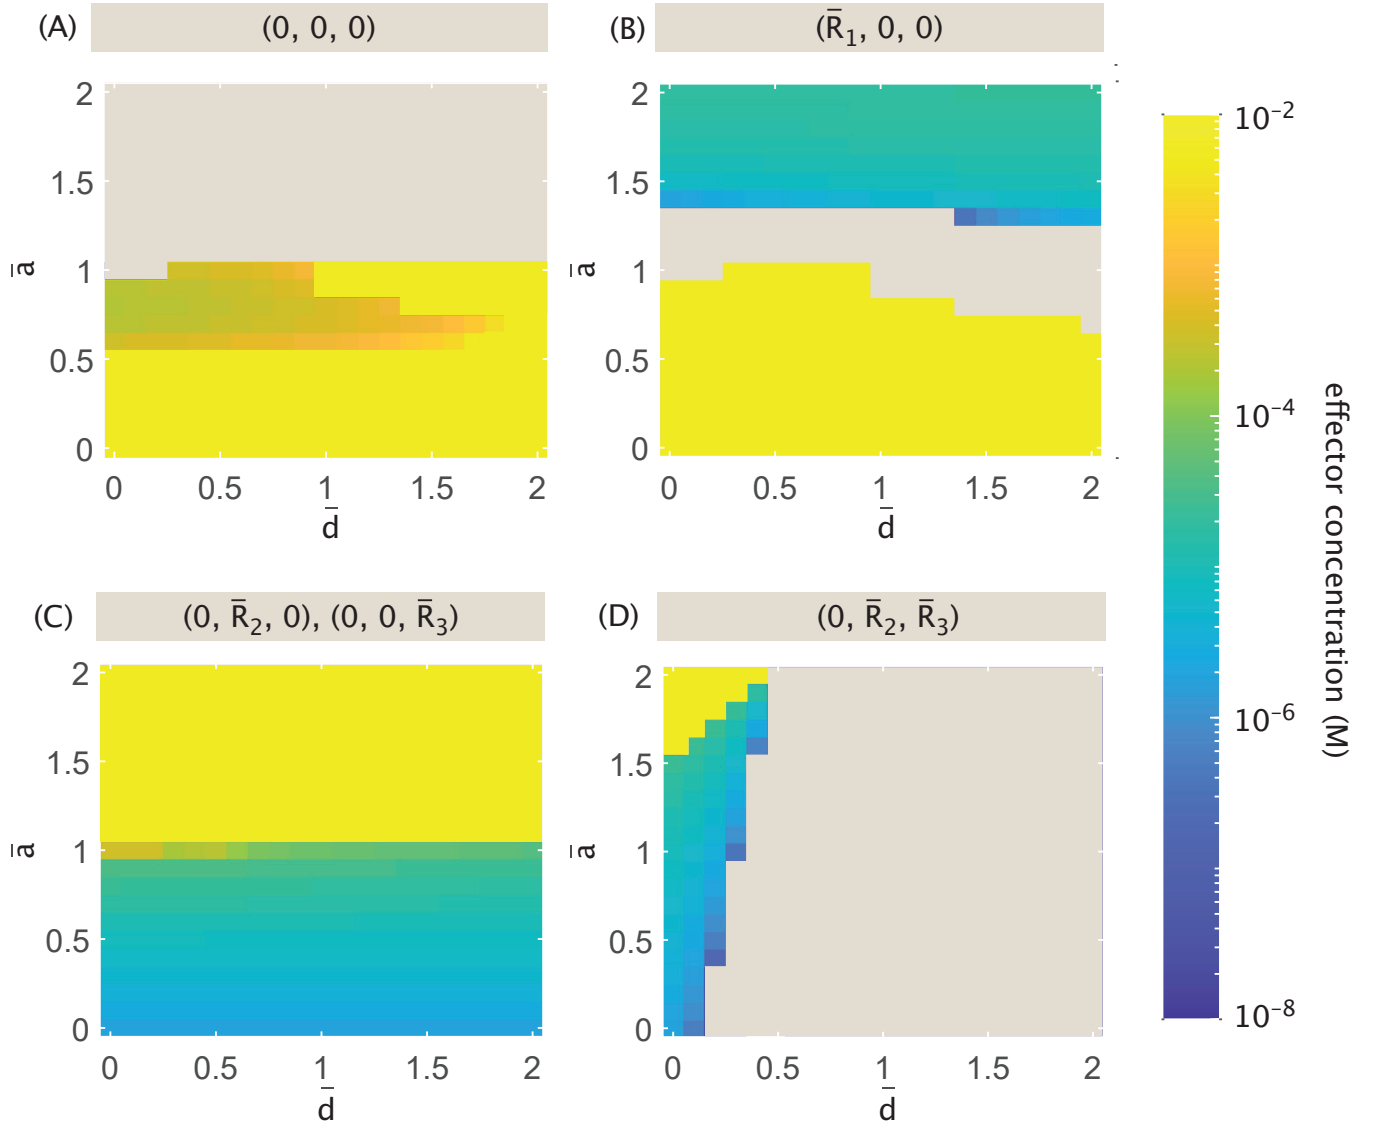 (A) (0, 0, 0)
2
1.5
1
0.5
0
a̅
0 0.5 1 1.5 2
d̅
(B) (R̅₁, 0, 0)
2
1.5
1
0.5
0
a̅
0 0.5 1 1.5 2
d̅
(C) (0, R̅₂, 0), (0, 0, R̅₃)
2
1.5
1
0.5
0
a̅
0 0.5 1 1.5 2
d̅
(D) (0, R̅₂, R̅₃)
2
1.5
1
0.5
0
a̅
0 0.5 1 1.5 2
d̅
10⁻²
10⁻⁴
10⁻⁶
10⁻⁸
effector concentration (M)